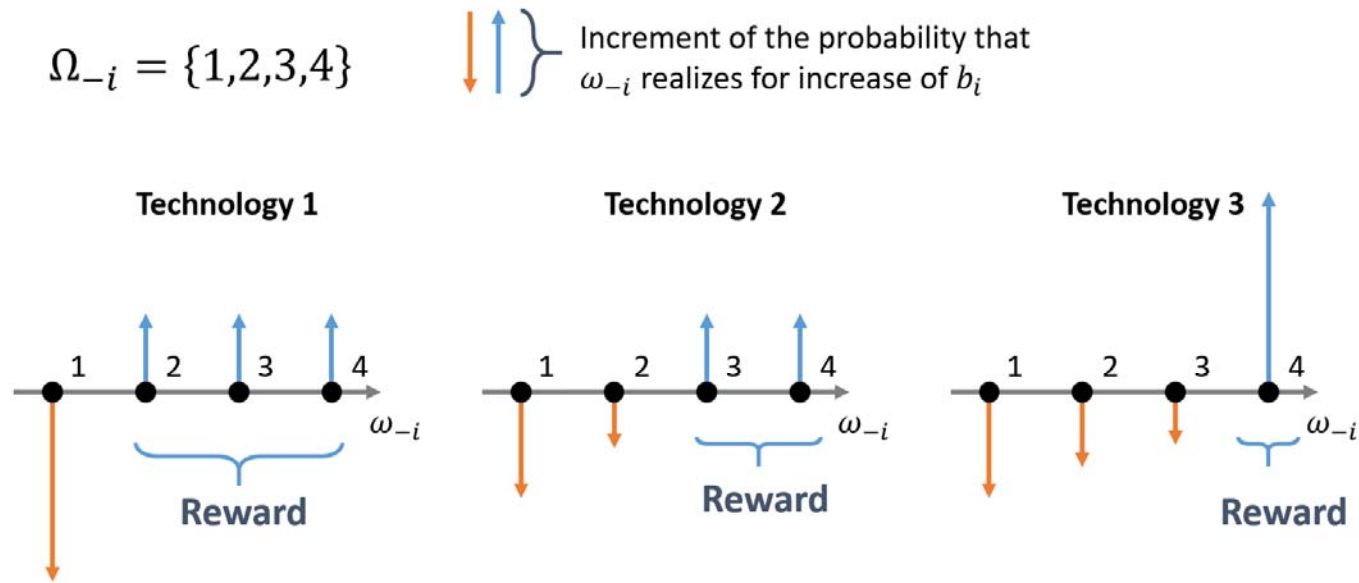 Ω₋ᵢ = {1,2,3,4}
Increment of the probability that
ω₋ᵢ realizes for increase of bᵢ
Technology 1
Technology 2
Technology 3
1 2 3 4
ω₋ᵢ
Reward
1 2 3 4
ω₋ᵢ
Reward
1 2 3 4
ω₋ᵢ
Reward